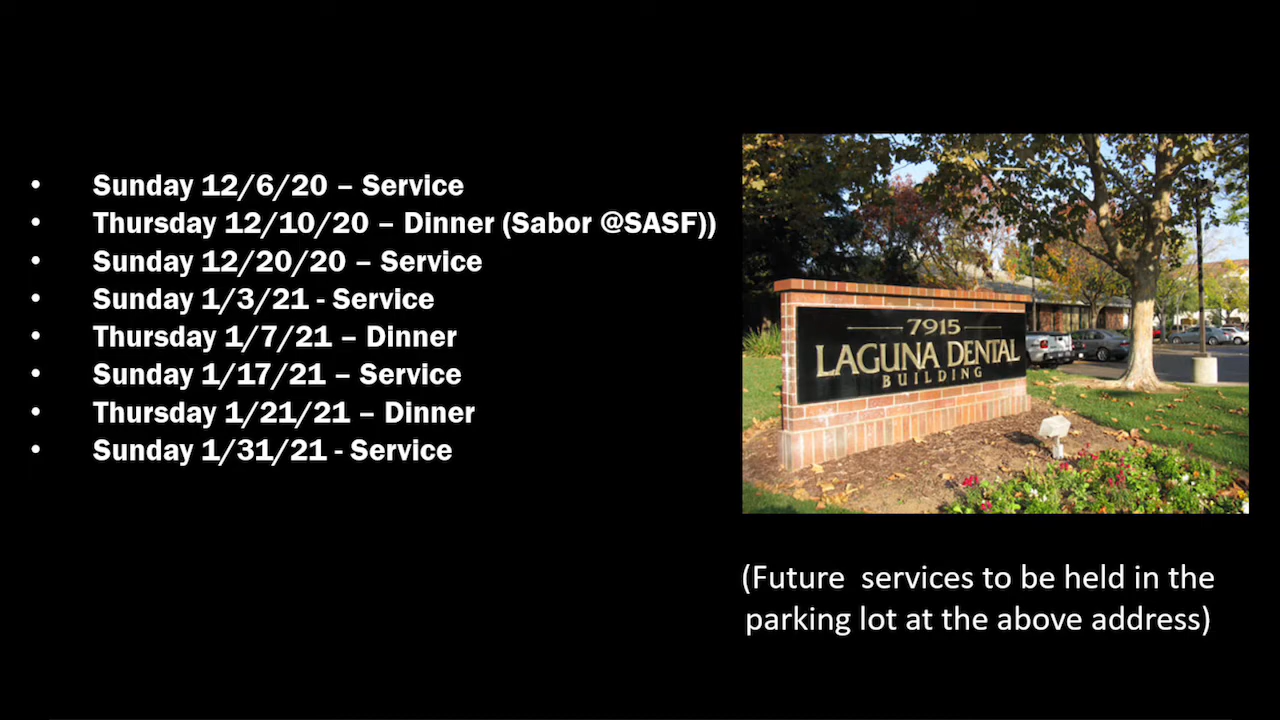 • Sunday 12/6/20 – Service
• Thursday 12/10/20 – Dinner (Sabor @SASF))
• Sunday 12/20/20 – Service
• Sunday 1/3/21 - Service
• Thursday 1/7/21 – Dinner
• Sunday 1/17/21 – Service
• Thursday 1/21/21 – Dinner
• Sunday 1/31/21 - Service
7915
LAGUNA DENTAL
BUILDING
(Future services to be held in the
parking lot at the above address)